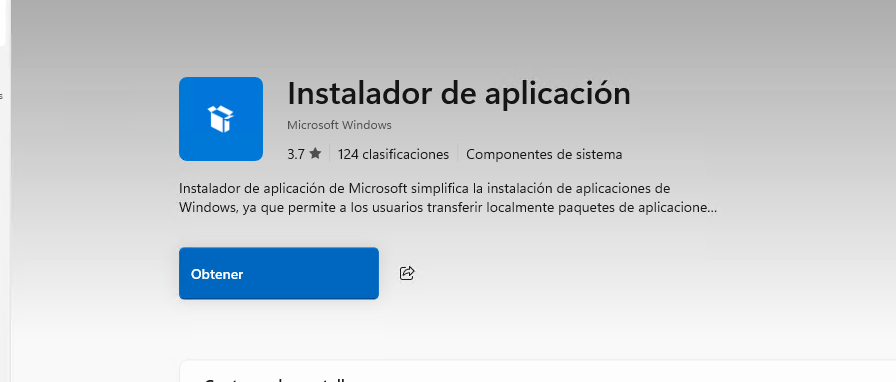 Instalador de aplicación
Microsoft Windows
3.7 ★ 124 clasificaciones Componentes de sistema
Instalador de aplicación de Microsoft simplifica la instalación de aplicaciones de
Windows, ya que permite a los usuarios transferir localmente paquetes de aplicacione...
Obtener